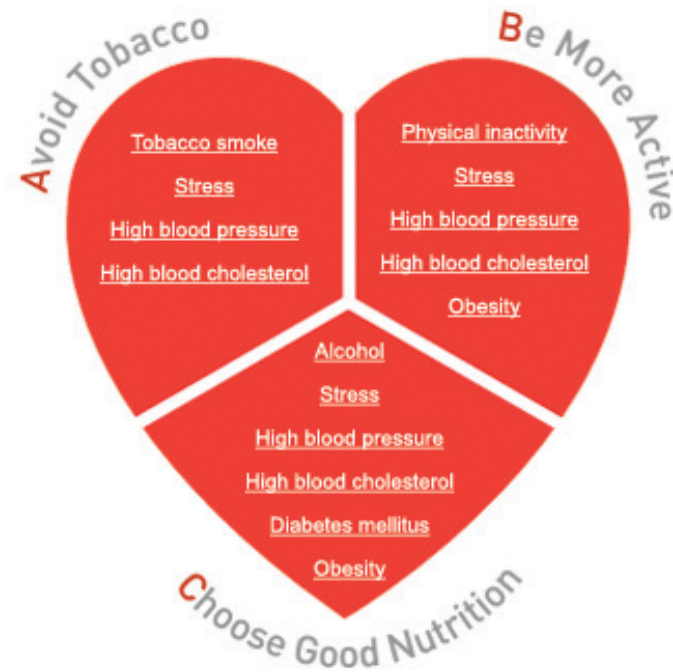 Avoid Tobacco
Tobacco smoke
Stress
High blood pressure
High blood cholesterol
Be More Active
Physical inactivity
Stress
High blood pressure
High blood cholesterol
Obesity
Alcohol
Stress
High blood pressure
High blood cholesterol
Diabetes mellitus
Obesity
Choose Good Nutrition